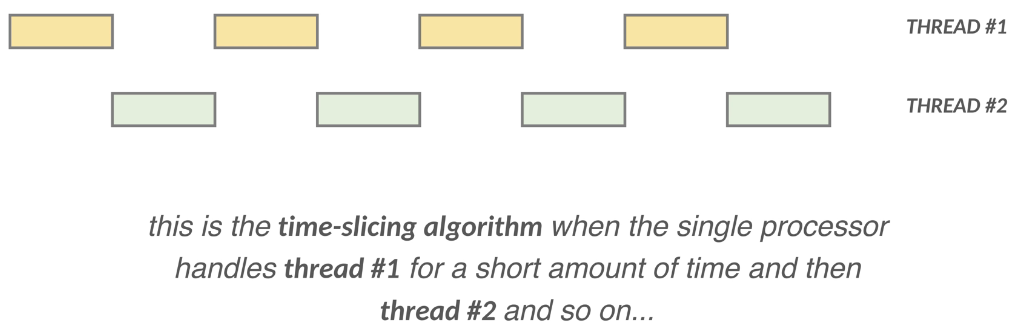 THREAD #1
THREAD #2
this is the time-slicing algorithm when the single processor
handles thread #1 for a short amount of time and then
thread #2 and so on...